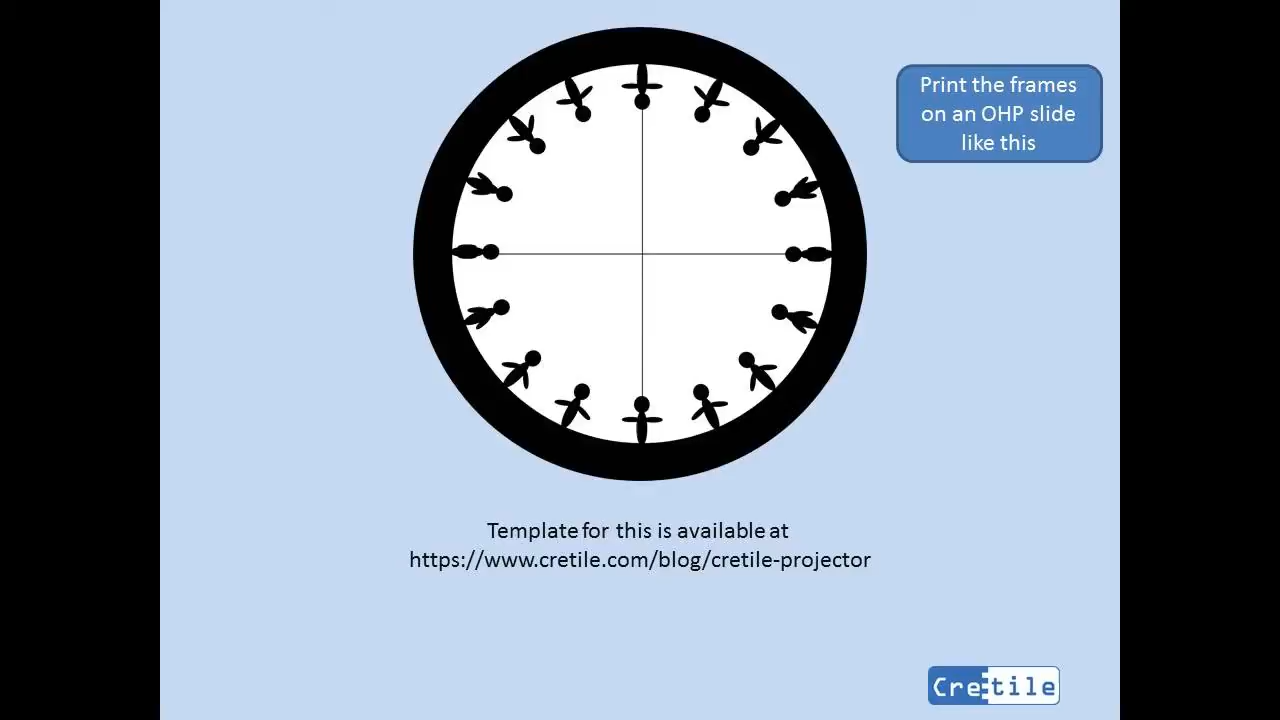 Print the frames
on an OHP slide
like this
Template for this is available at
https://www.cretile.com/blog/cretile-projector
Cretile